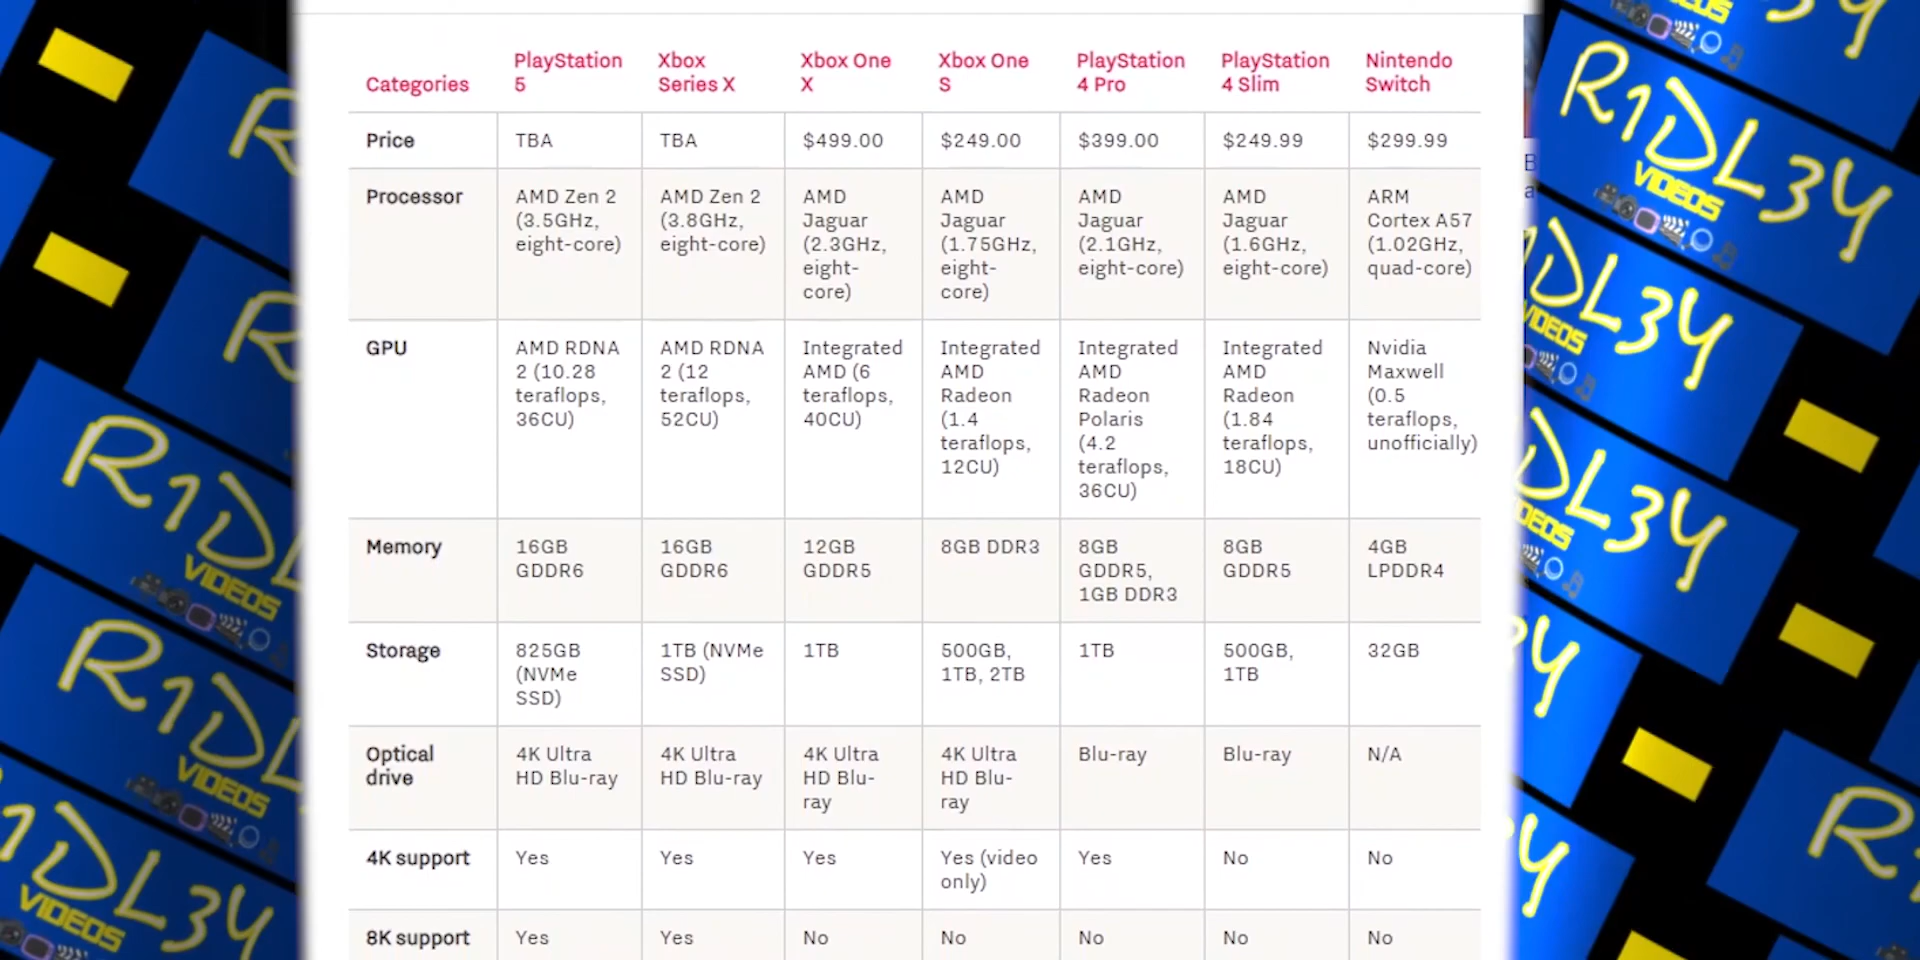 Categories
PlayStation
5
Xbox
Series X
Xbox One
X
Xbox One
S
PlayStation
4 Pro
PlayStation
4 Slim
Nintendo
Switch
Price
TBA
TBA
$499.00
$249.00
$399.00
$249.99
$299.99
Processor
AMD Zen 2
(3.5GHz,
eight-core)
AMD Zen 2
(3.8GHz,
eight-core)
AMD
Jaguar
(2.3GHz,
eight-
core)
AMD
Jaguar
(1.75GHz,
eight-
core)
AMD
Jaguar
(2.1GHz,
eight-core)
AMD
Jaguar
(1.6GHz,
eight-core)
ARM
Cortex A57
(1.02GHz,
quad-core)
GPU
AMD RDNA
2 (10.28
teraflops,
36CU)
AMD RDNA
2 (12
teraflops,
52CU)
Integrated
AMD (6
teraflops,
40CU)
Integrated
AMD
Radeon
(1.4
teraflops,
12CU)
Integrated
AMD
Radeon
Polaris
(4.2
teraflops,
36CU)
Integrated
AMD
Radeon
(1.84
teraflops,
18CU)
Nvidia
Maxwell
(0.5
teraflops,
unofficially)
Memory
16GB
GDDR6
16GB
GDDR6
12GB
GDDR5
8GB DDR3
8GB
GDDR5,
1GB DDR3
8GB
GDDR5
4GB
LPDDR4
Storage
825GB
(NVMe
SSD)
1TB (NVMe
SSD)
1TB
500GB,
1TB, 2TB
1TB
500GB,
1TB
32GB
Optical
drive
4K Ultra
HD Blu-ray
4K Ultra
HD Blu-ray
4K Ultra
HD Blu-
ray
4K Ultra
HD Blu-
ray
Blu-ray
Blu-ray
N/A
4K support
Yes
Yes
Yes
Yes (video
only)
Yes
No
No
8K support
Yes
Yes
No
No
No
No
No
R1DL3Y
VIDEOS
R1DL3Y
VIDEOS